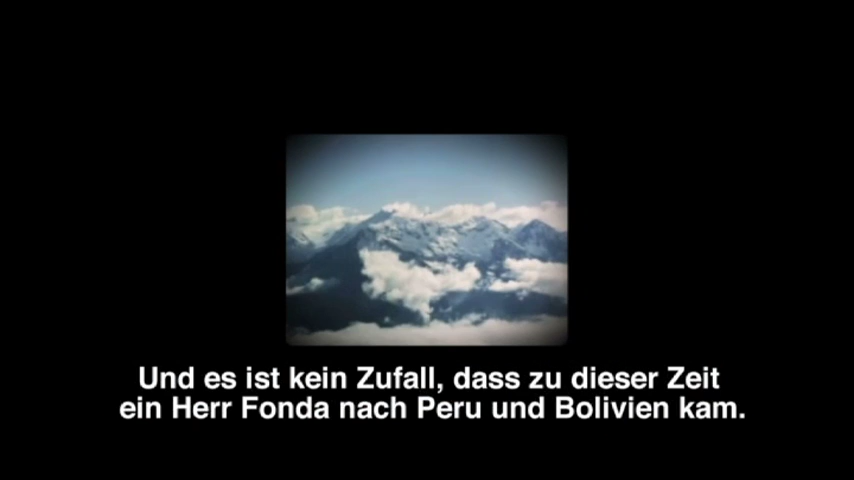 Und es ist kein Zufall, dass zu dieser Zeit
ein Herr Fonda nach Peru und Bolivien kam.